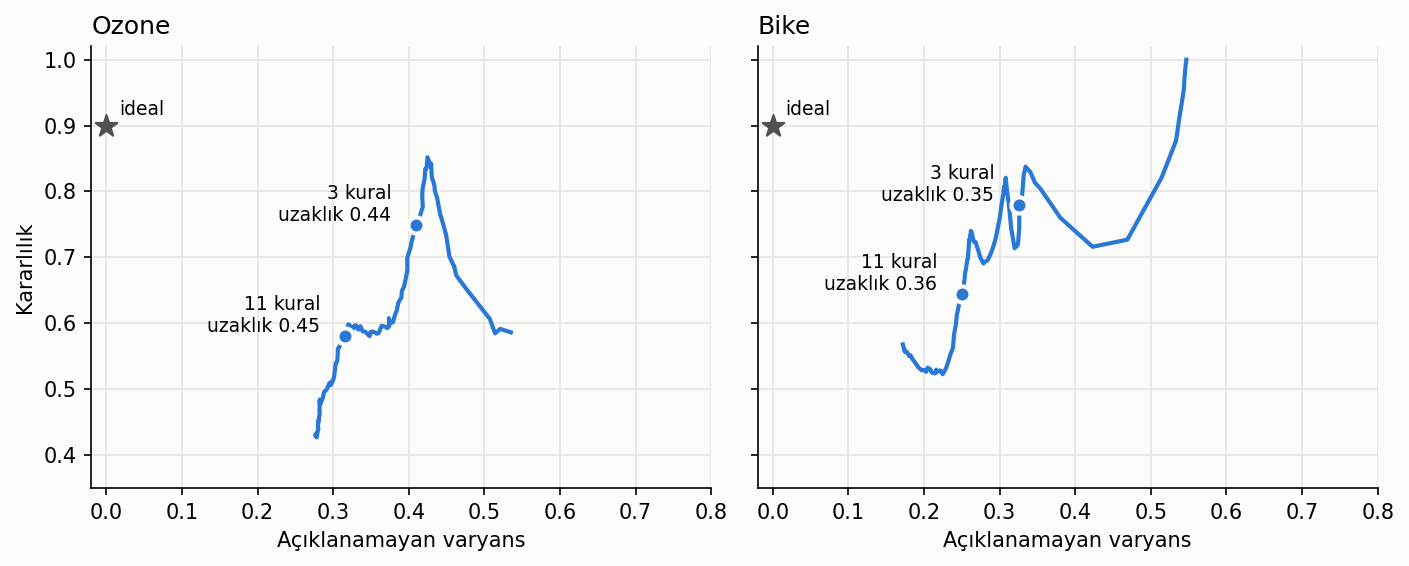 Ozone
Kararlılık
1.0
0.9
0.8
0.7
0.6
0.5
0.4
ideal
3 kural
uzaklık 0.44
11 kural
uzaklık 0.45
0.0 0.1 0.2 0.3 0.4 0.5 0.6 0.7 0.8
Açıklanamayan varyans
Bike
ideal
3 kural
uzaklık 0.35
11 kural
uzaklık 0.36
0.0 0.1 0.2 0.3 0.4 0.5 0.6 0.7 0.8
Açıklanamayan varyans